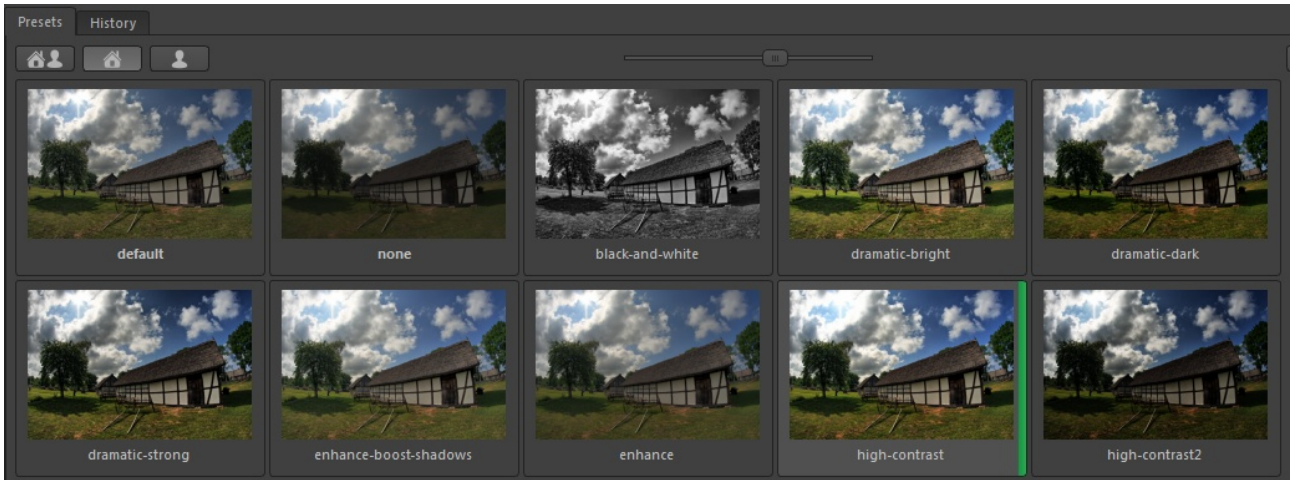 Presets History
default none black-and-white dramatic-bright dramatic-dark
dramatic-strong enhance-boost-shadows enhance high-contrast high-contrast2